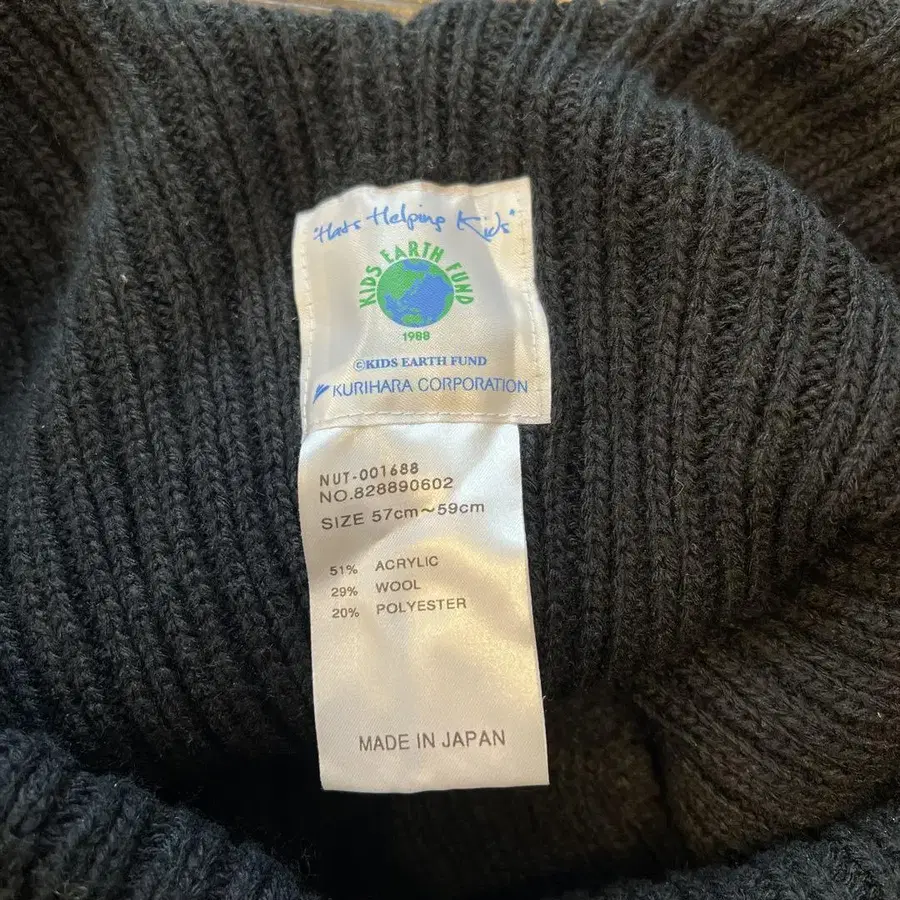 "Hats Helping Kids"
KIDS EARTH FUND
1988
©KIDS EARTH FUND
KURIHARA CORPORATION
NUT-001688
NO.828890602
SIZE 57cm～59cm
51% ACRYLIC
29% WOOL
20% POLYESTER
MADE IN JAPAN